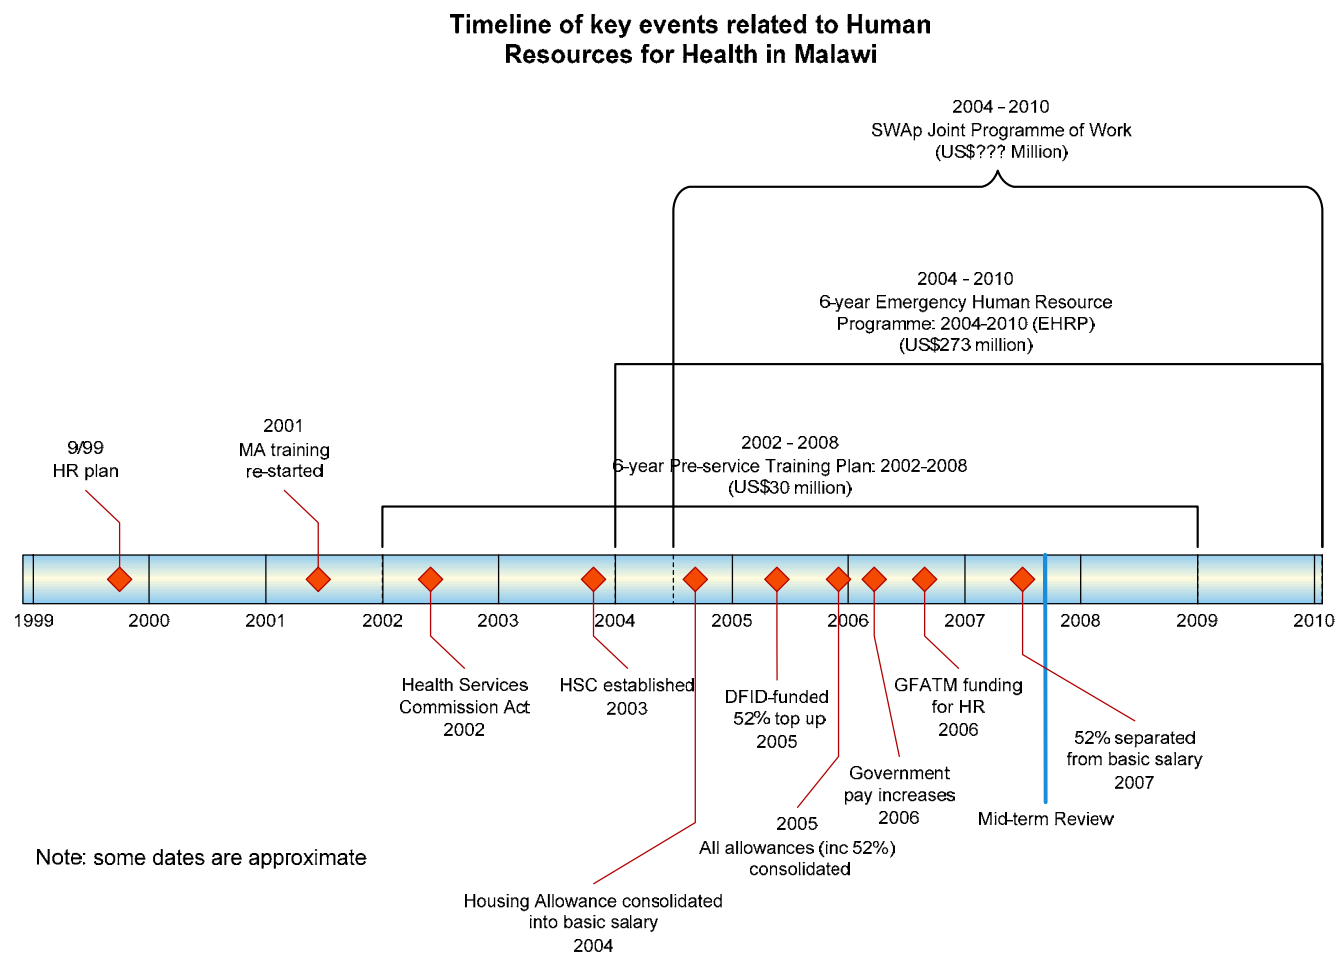 Timeline of key events related to Human
Resources for Health in Malawi
2004 - 2010
SWAp Joint Programme of Work
(US$??? Million)
2004 - 2010
6-year Emergency Human Resource
Programme: 2004-2010 (EHRP)
(US$273 million)
2002 - 2008
6-year Pre-service Training Plan: 2002-2008
(US$30 million)
9/99
HR plan
2001
MA training
re-started
1999 2000 2001 2002 2003 2004 2005 2006 2007 2008 2009 2010
Health Services
Commission Act
2002
HSC established
2003
DFID-funded
52% top up
2005
GFATM funding
for HR
2006
52% separated
from basic salary
2007
Government
pay increases
2006
Mid-term Review
2005
All allowances (inc 52%)
consolidated
Note: some dates are approximate
Housing Allowance consolidated
into basic salary
2004